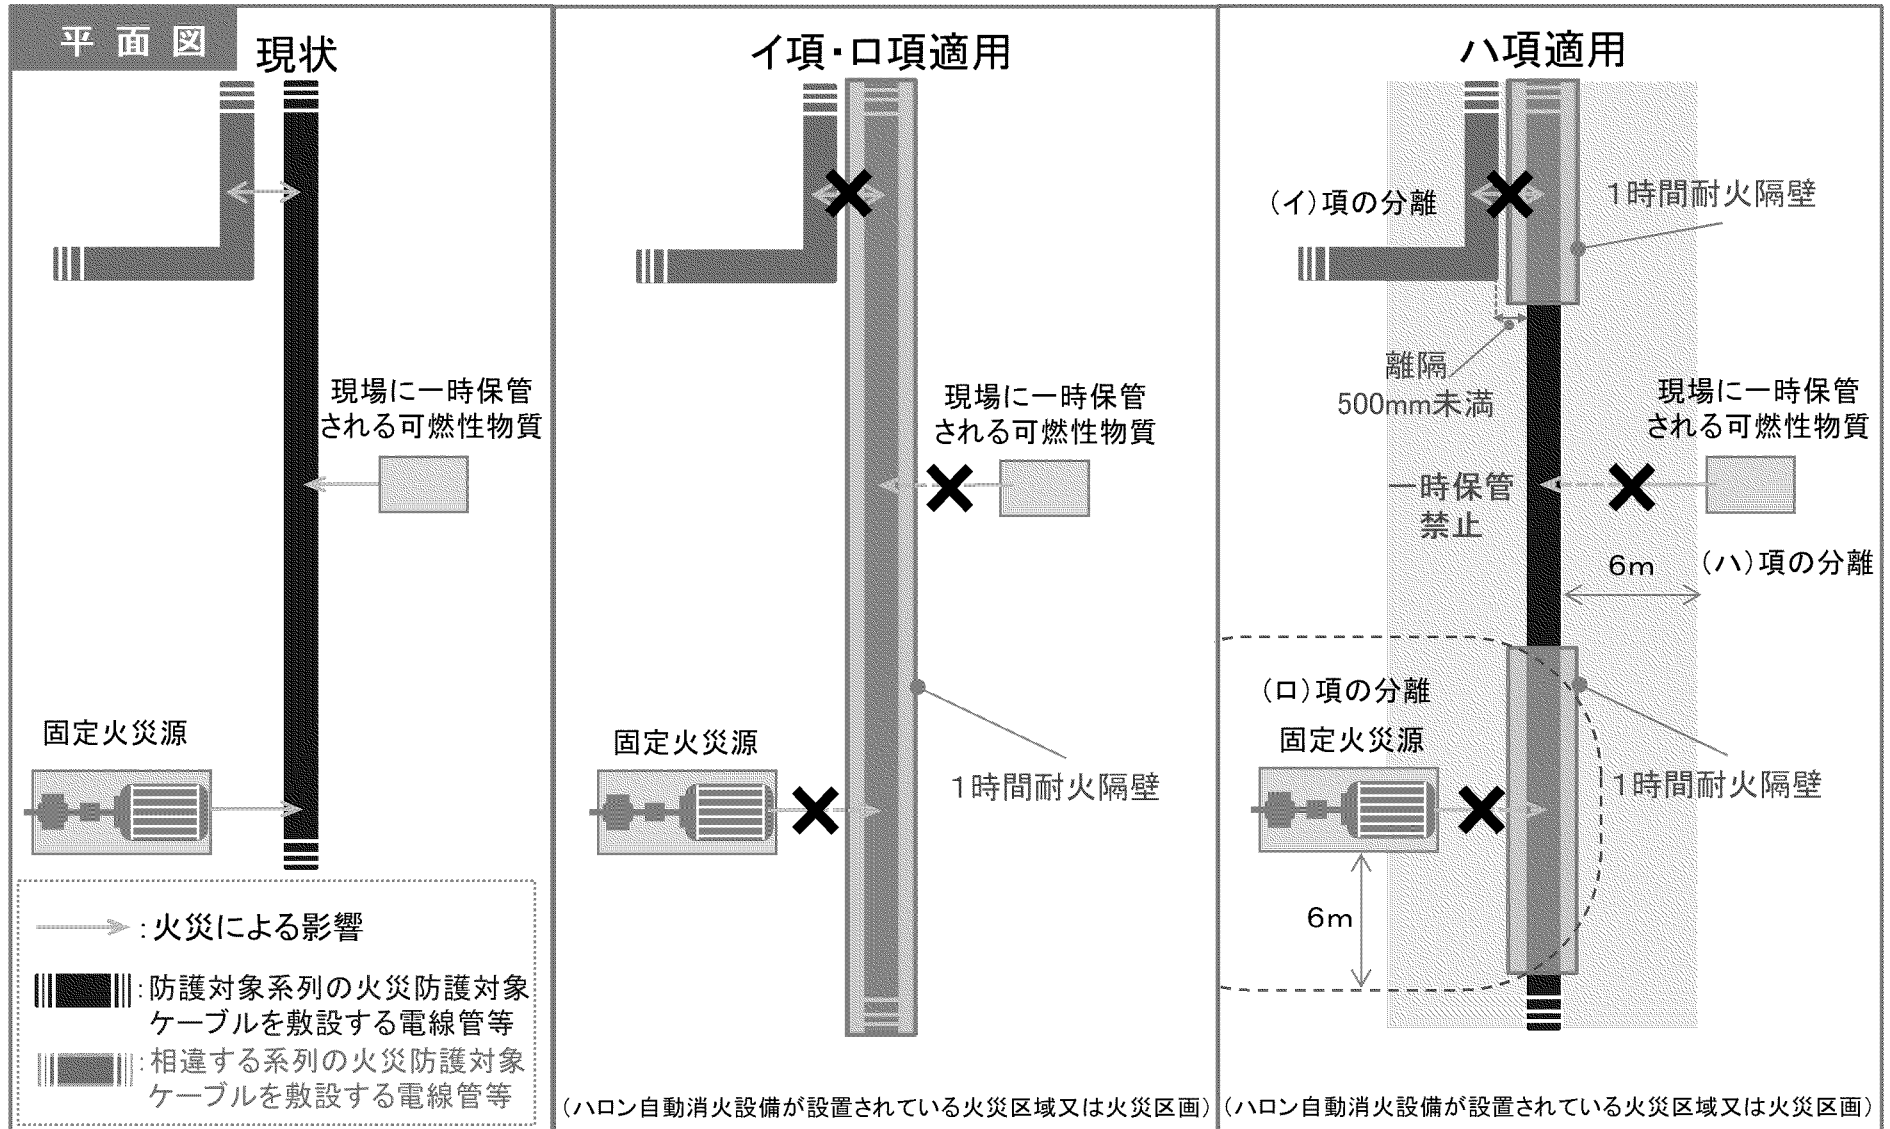 平面図
現状
現場に一時保管
される可燃性物質
固定火災源
:火災による影響
:防護対象系列の火災防護対象
ケーブルを敷設する電線管等
:相違する系列の火災防護対象
ケーブルを敷設する電線管等
イ項・ロ項適用
現場に一時保管
される可燃性物質
固定火災源
1時間耐火隔壁
(ハロン自動消火設備が設置されている火災区域又は火災区画)
ハ項適用
(イ)項の分離
1時間耐火隔壁
離隔
500mm未満
現場に一時保管
される可燃性物質
一時保管
禁止
6m
(ハ)項の分離
(ロ)項の分離
固定火災源
1時間耐火隔壁
6m
(ハロン自動消火設備が設置されている火災区域又は火災区画)